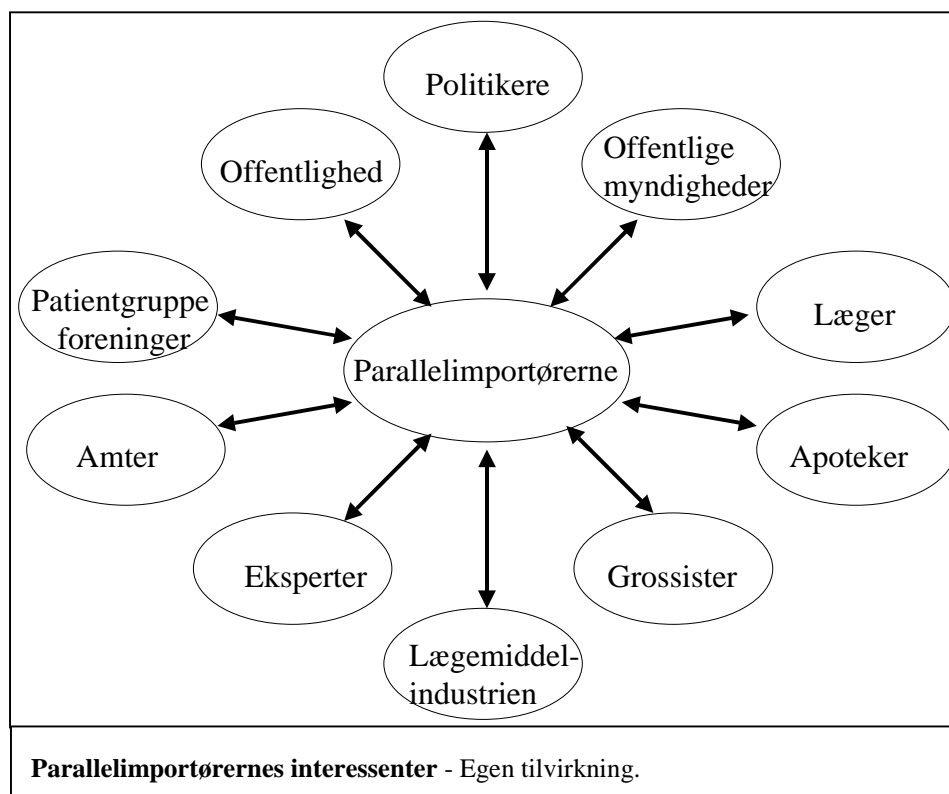 Politikere
Offentlighed
Offentlige
myndigheder
Patientgruppe
foreninger
Læger
Parallelimportørerne
Amter
Apoteker
Eksperter
Grossister
Lægemiddel-
industrien
Parallelimportørernes interessenter - Egen tilvirkning.